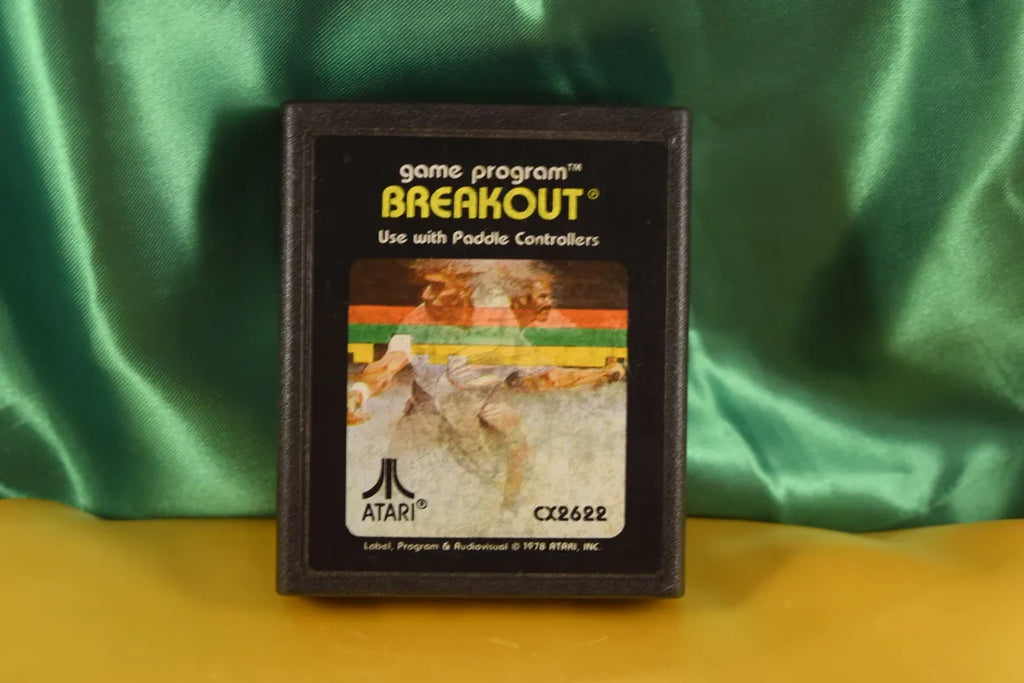 game program™
BREAKOUT®
Use with Paddle Controllers
ATARI®
CX2622
Label, Program & Audiovisual © 1978 ATARI, INC.